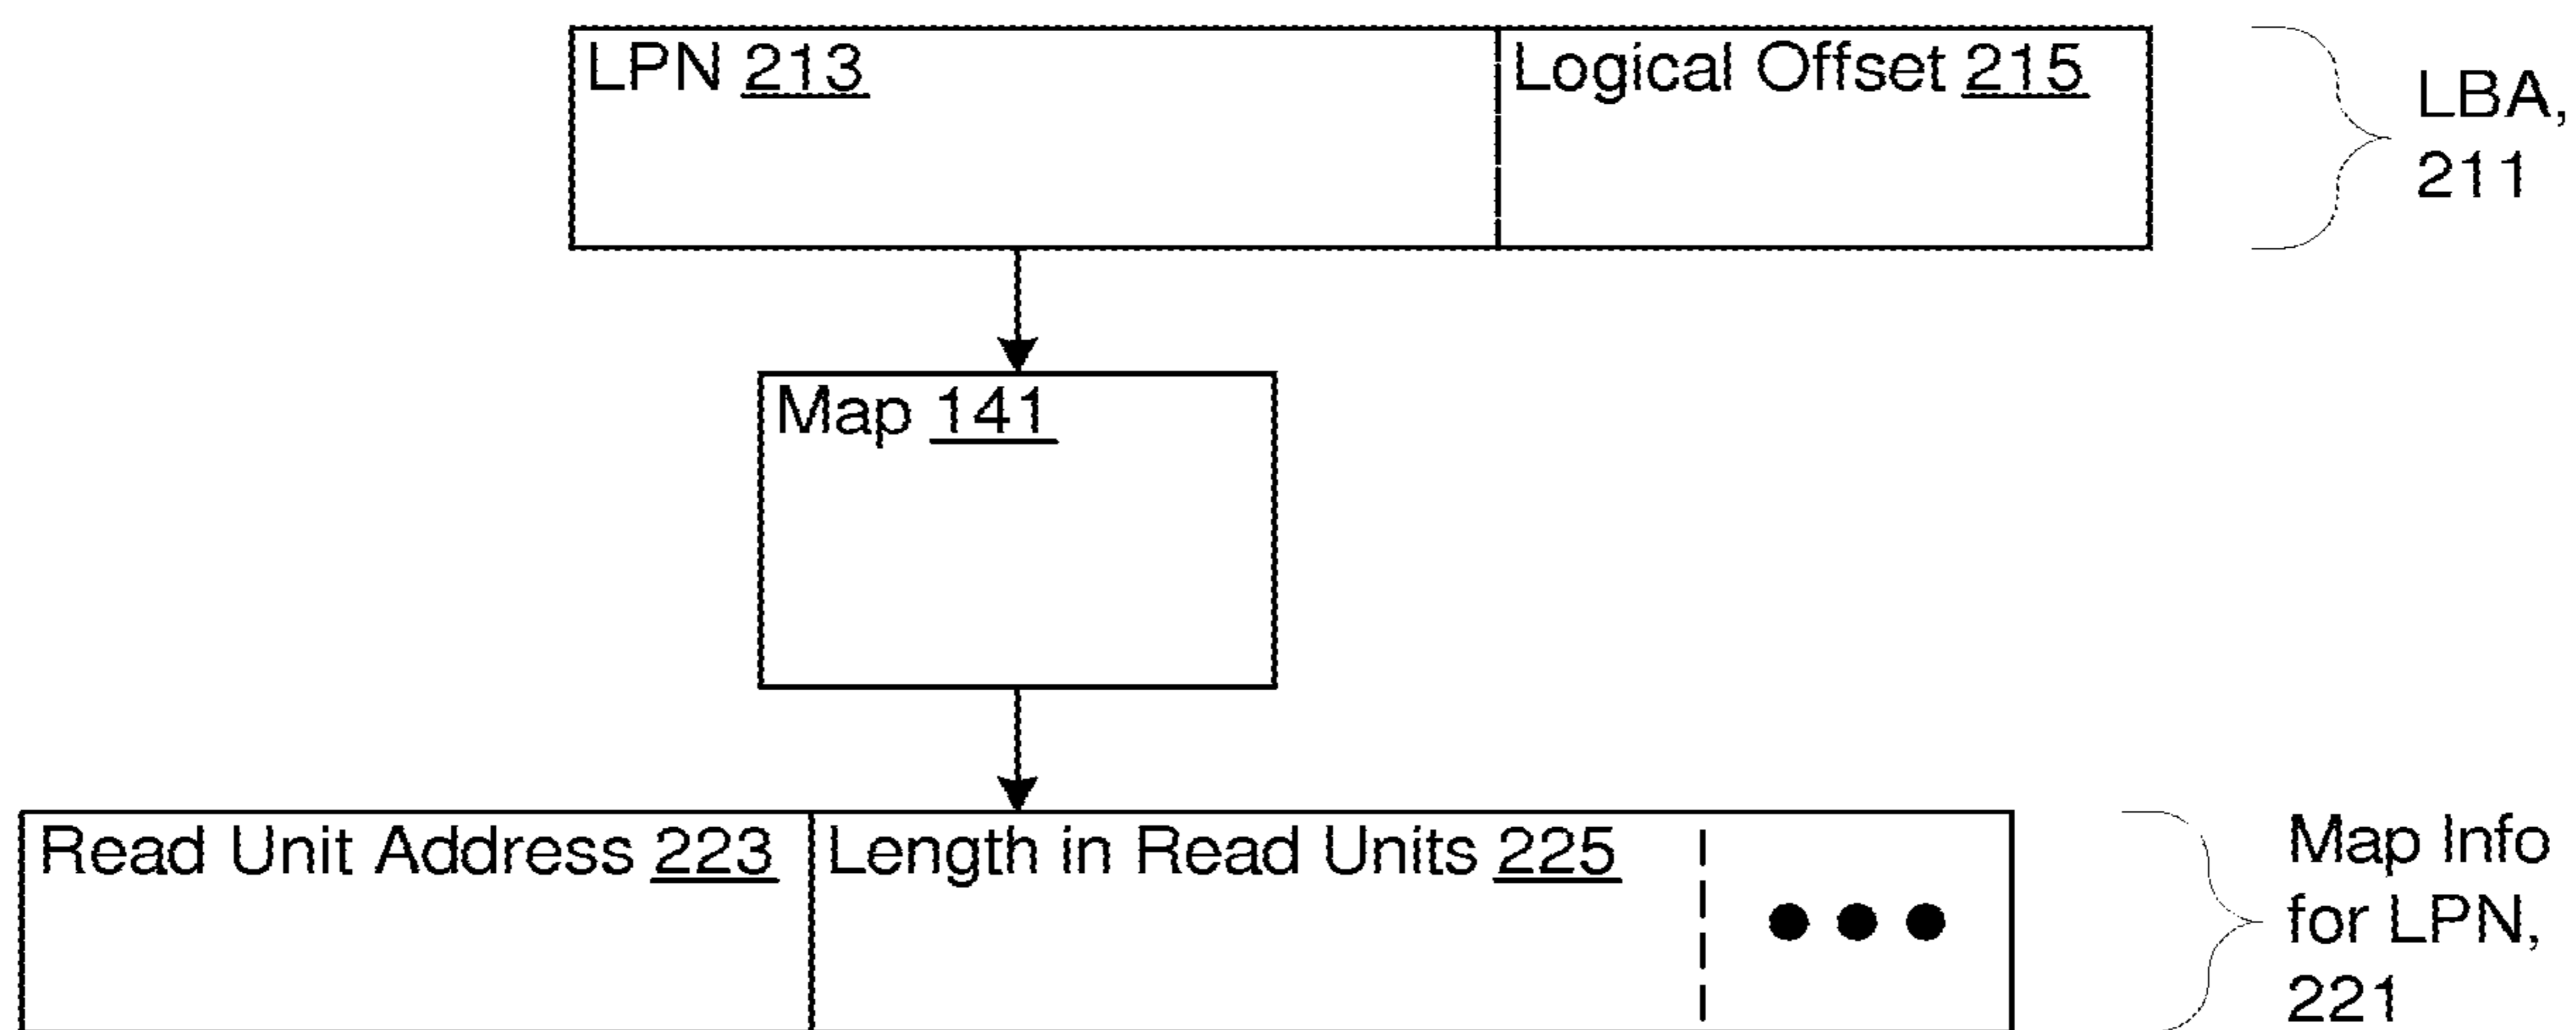 LPN 213
Logical Offset 215
LBA,
211
Map 141
Read Unit Address 223
Length in Read Units 225
Map Info
for LPN,
221